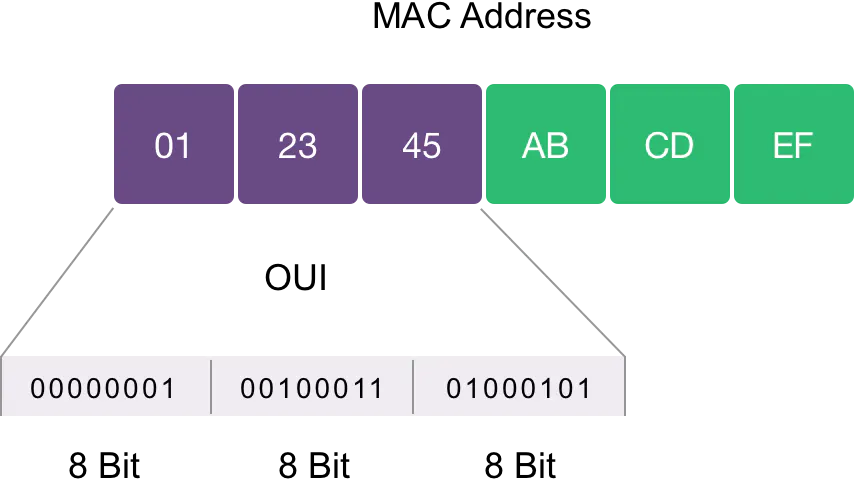 MAC Address
01 23 45 AB CD EF
OUI
00000001 00100011 01000101
8 Bit 8 Bit 8 Bit